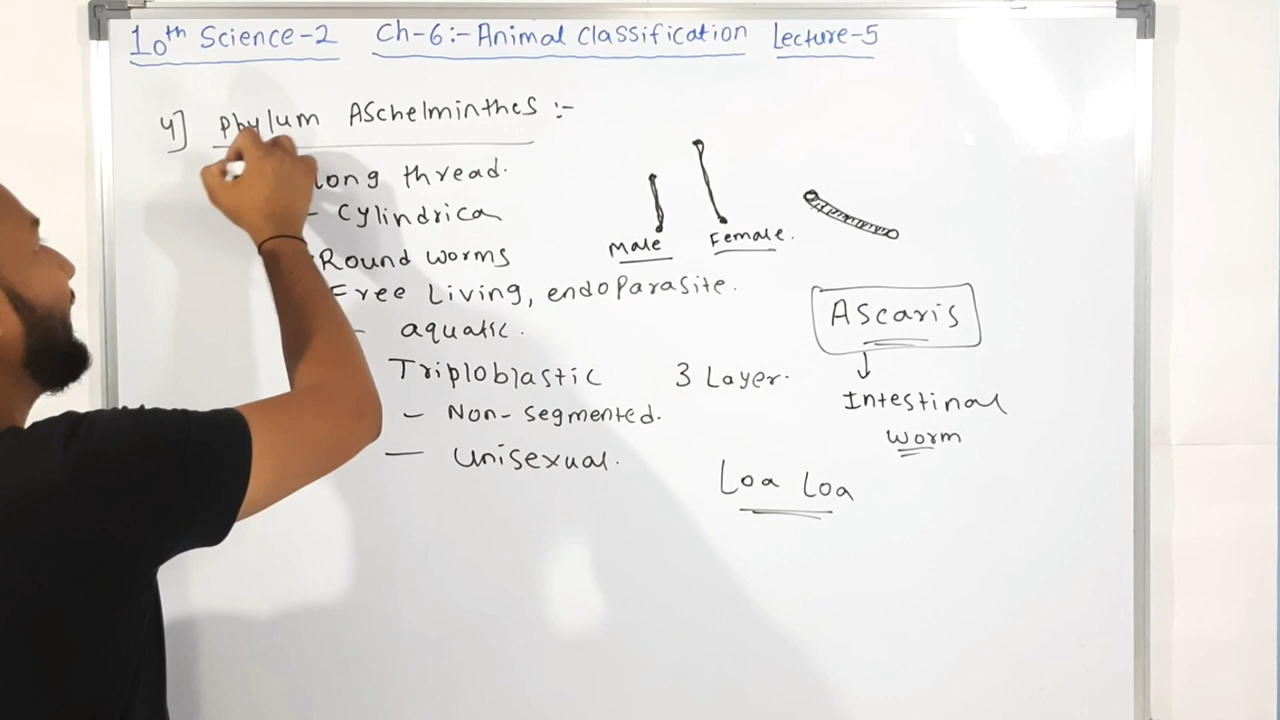 10th Science-2 Ch-6:- Animal Classification Lecture-5
4] Phylum ASchelminthes :-
long thread.
- Cylindrica
Male Female.
Round worms
Free Living, endoparasite.
Ascaris
- aquatic.
Triploblastic 3 Layer.
Intestinal
worm
- Non-segmented.
- Unisexual.
Loa Loa